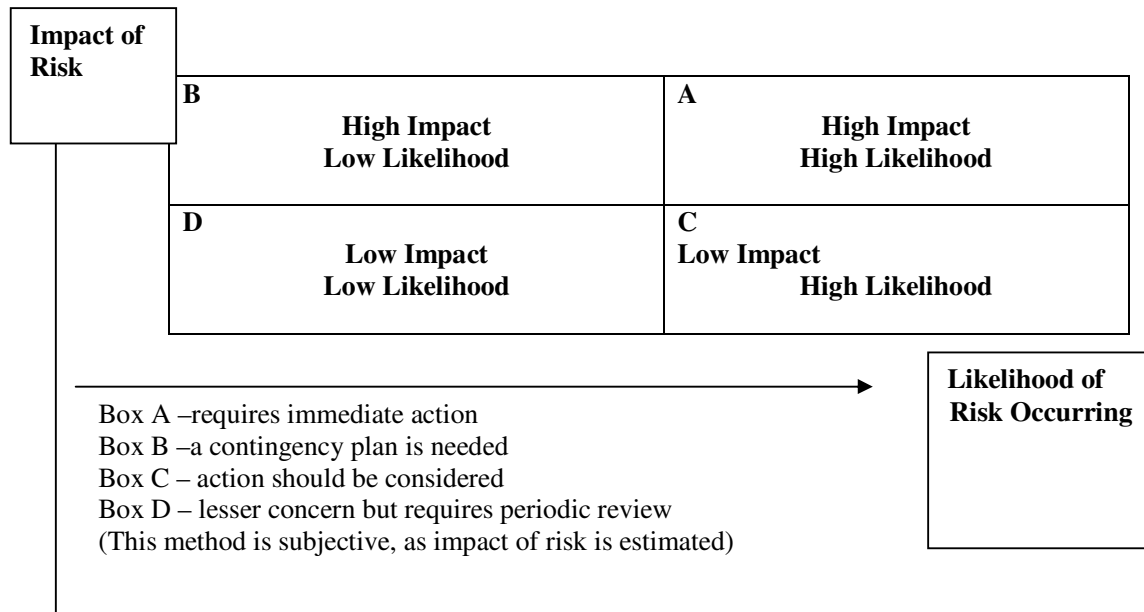 Impact of
Risk
B
High Impact
Low Likelihood
A
High Impact
High Likelihood
D
Low Impact
Low Likelihood
C
Low Impact
High Likelihood
Likelihood of
Risk Occurring
Box A –requires immediate action
Box B –a contingency plan is needed
Box C – action should be considered
Box D – lesser concern but requires periodic review
(This method is subjective, as impact of risk is estimated)